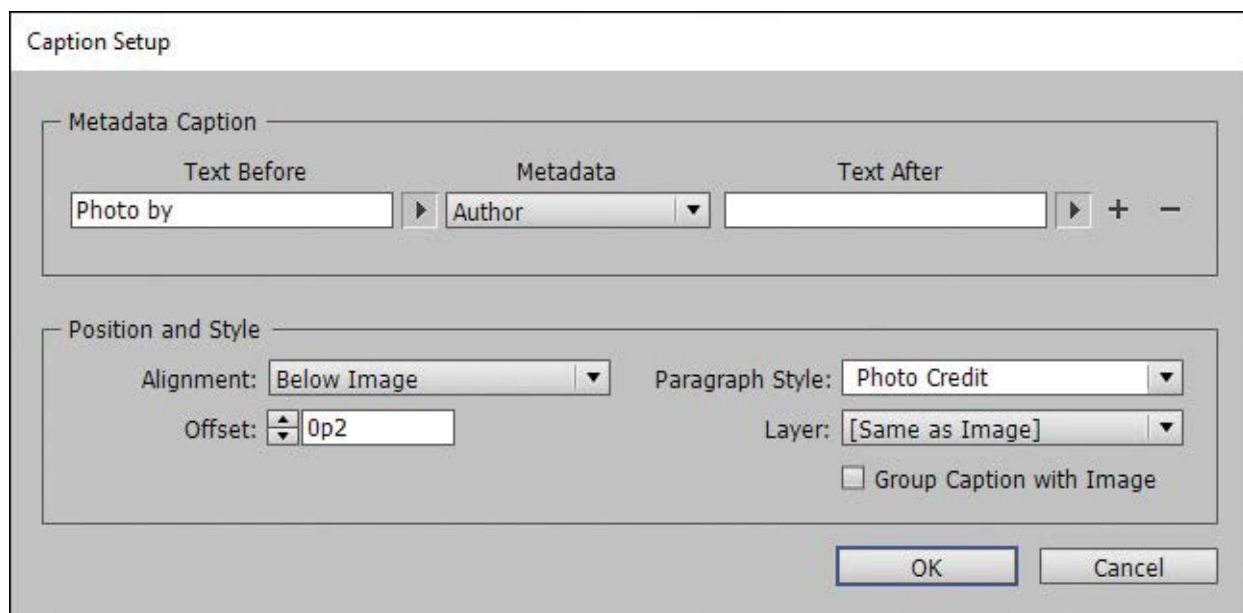 Caption Setup
Metadata Caption
Text Before Metadata Text After
Photo by Author
Position and Style
Alignment: Below Image Paragraph Style: Photo Credit
Offset: 0p2 Layer: [Same as Image]
Group Caption with Image
OK Cancel